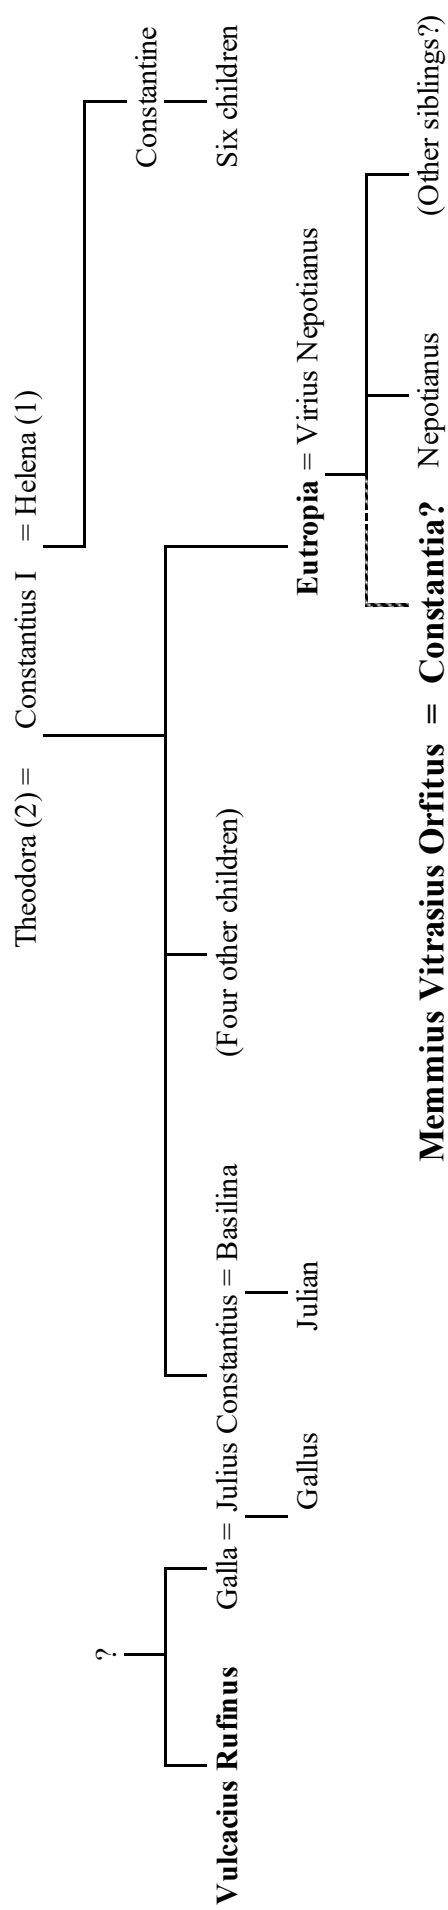 Theodora (2) = Constantius I = Helena (1)
? Constantine
Vulcacius Rufinus Galla = Julius Constantius = Basilina (Four other children) Six children
Gallus Julian Eutropia = Virius Nepotianus
Memmius Vitrasius Orfitus = Constantia? Nepotianus (Other siblings?)